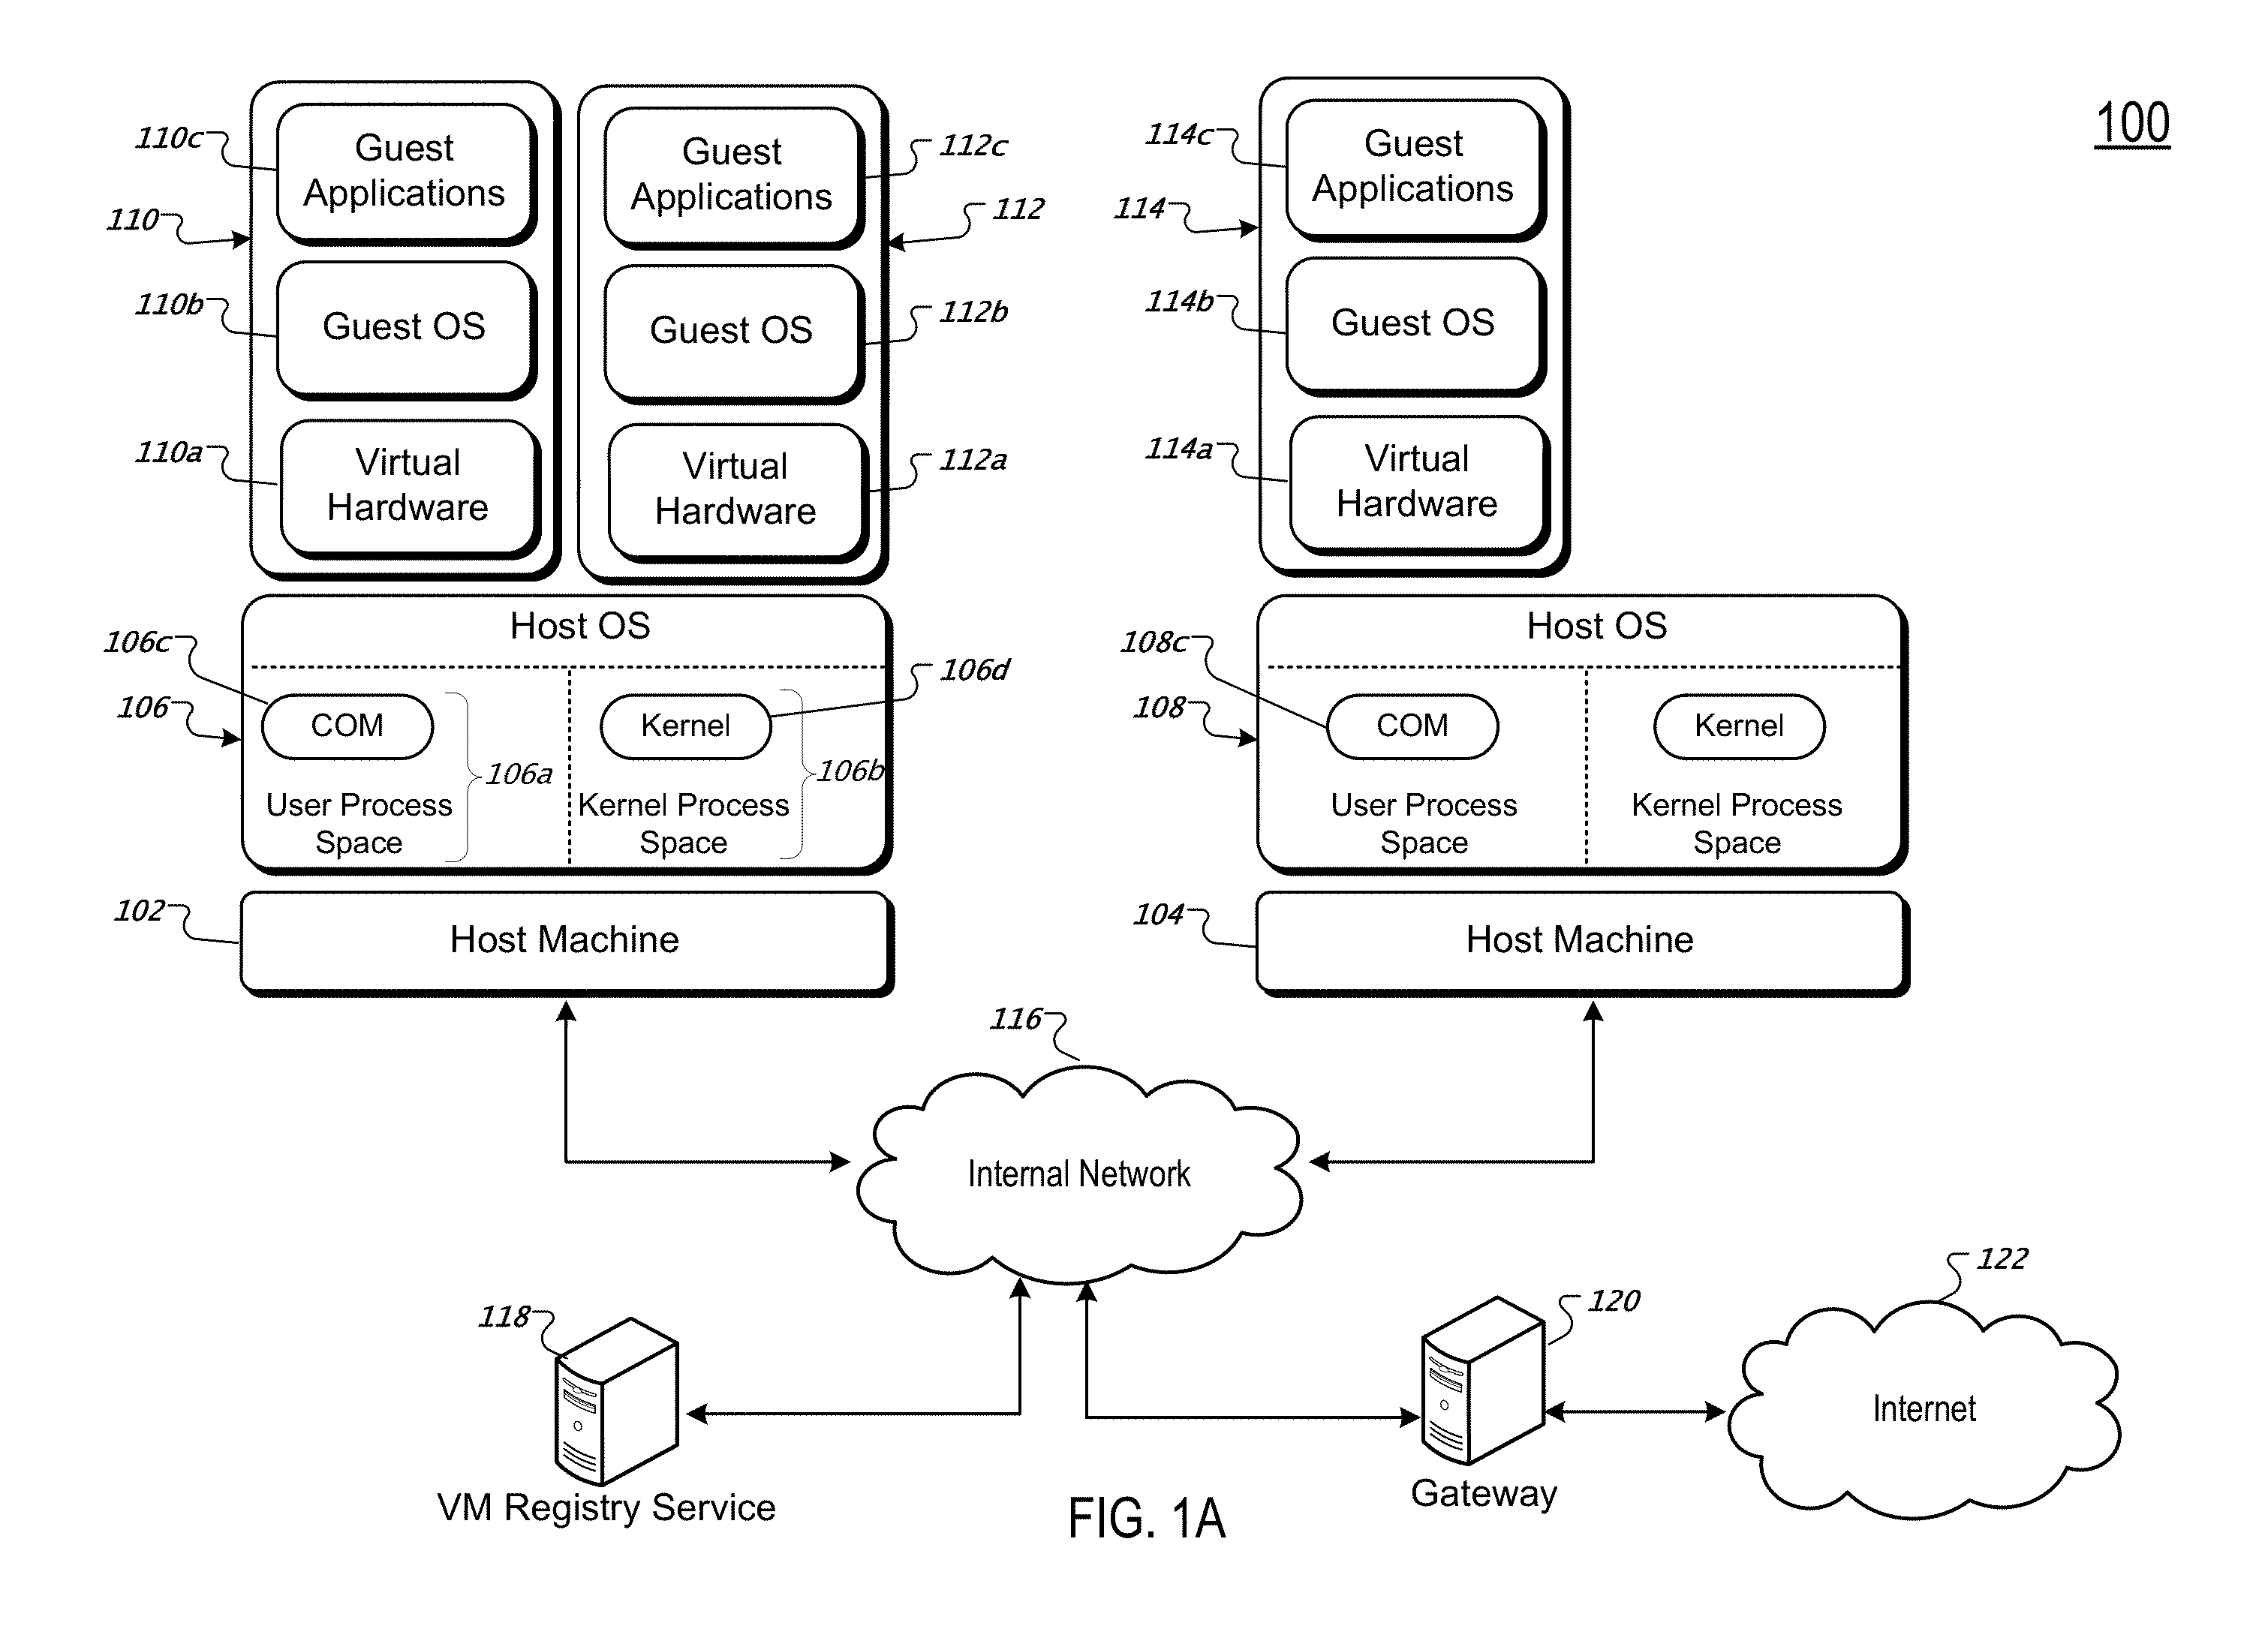 100
110c
Guest
Applications
110
110b
Guest OS
110a
Virtual
Hardware
Guest
Applications
112c
112
Guest OS
112b
Virtual
Hardware
112a
114c
Guest
Applications
114
114b
Guest OS
114a
Virtual
Hardware
Host OS
106c
106
COM
106a
User Process
Space
Kernel
106d
106b
Kernel Process
Space
Host OS
108c
108
COM
User Process
Space
Kernel
Kernel Process
Space
102
Host Machine
104
Host Machine
116
Internal Network
118
VM Registry Service
120
Gateway
122
Internet
FIG. 1A